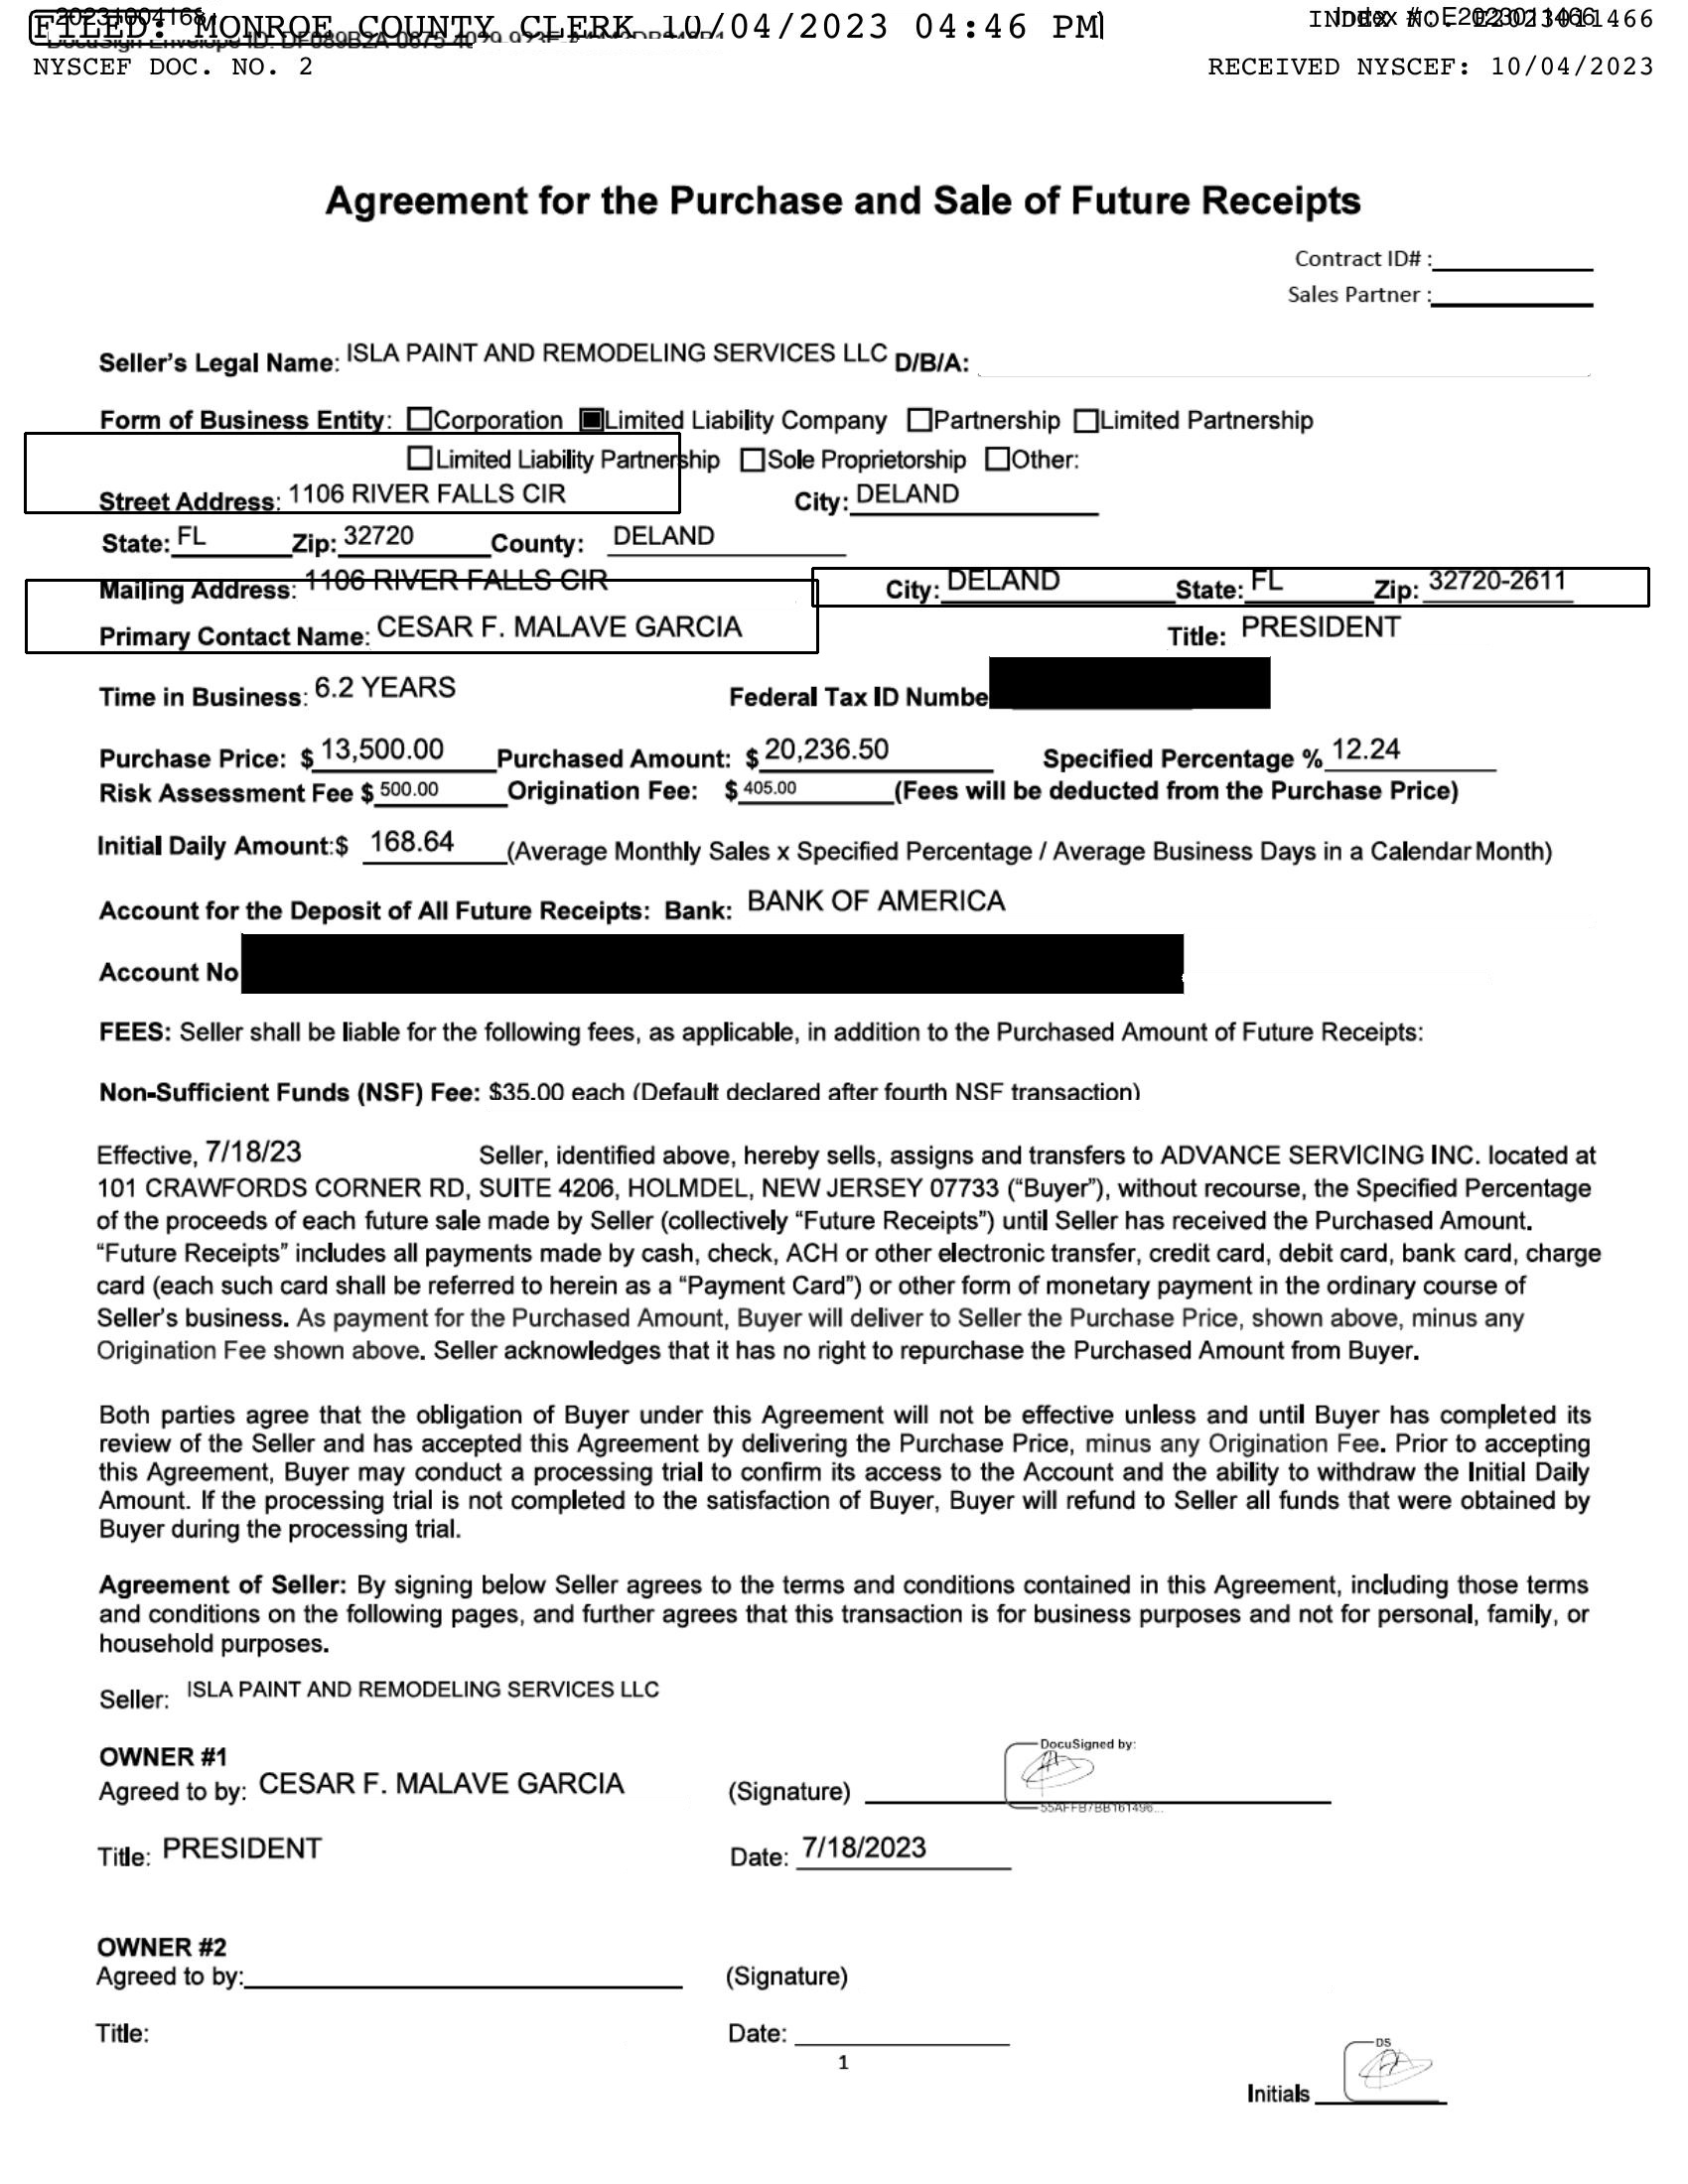 FILED: MONROE COUNTY CLERK 10/04/2023 04:46 PM
202310041684
INDEX NO. E2023011466
Index #: E2023011466
NYSCEF DOC. NO. 2
RECEIVED NYSCEF: 10/04/2023
Agreement for the Purchase and Sale of Future Receipts
Contract ID# :
Sales Partner :
Seller's Legal Name: ISLA PAINT AND REMODELING SERVICES LLC D/B/A:
Form of Business Entity: Corporation Limited Liability Company Partnership Limited Partnership
Limited Liability Partnership Sole Proprietorship Other:
Street Address: 1106 RIVER FALLS CIR City: DELAND
State: FL Zip: 32720 County: DELAND
Mailing Address: 1106 RIVER FALLS CIR City: DELAND State: FL Zip: 32720-2611
Primary Contact Name: CESAR F. MALAVE GARCIA Title: PRESIDENT
Time in Business: 6.2 YEARS Federal Tax ID Numbe
Purchase Price: $ 13,500.00 Purchased Amount: $ 20,236.50 Specified Percentage % 12.24
Risk Assessment Fee $ 500.00 Origination Fee: $ 405.00 (Fees will be deducted from the Purchase Price)
Initial Daily Amount:$ 168.64 (Average Monthly Sales x Specified Percentage / Average Business Days in a Calendar Month)
Account for the Deposit of All Future Receipts: Bank: BANK OF AMERICA
Account No
FEES: Seller shall be liable for the following fees, as applicable, in addition to the Purchased Amount of Future Receipts:
Non-Sufficient Funds (NSF) Fee: $35.00 each (Default declared after fourth NSF transaction)
Effective, 7/18/23 Seller, identified above, hereby sells, assigns and transfers to ADVANCE SERVICING INC. located at
101 CRAWFORDS CORNER RD, SUITE 4206, HOLMDEL, NEW JERSEY 07733 ("Buyer"), without recourse, the Specified Percentage
of the proceeds of each future sale made by Seller (collectively "Future Receipts") until Seller has received the Purchased Amount.
"Future Receipts" includes all payments made by cash, check, ACH or other electronic transfer, credit card, debit card, bank card, charge
card (each such card shall be referred to herein as a "Payment Card") or other form of monetary payment in the ordinary course of
Seller's business. As payment for the Purchased Amount, Buyer will deliver to Seller the Purchase Price, shown above, minus any
Origination Fee shown above. Seller acknowledges that it has no right to repurchase the Purchased Amount from Buyer.
Both parties agree that the obligation of Buyer under this Agreement will not be effective unless and until Buyer has completed its
review of the Seller and has accepted this Agreement by delivering the Purchase Price, minus any Origination Fee. Prior to accepting
this Agreement, Buyer may conduct a processing trial to confirm its access to the Account and the ability to withdraw the Initial Daily
Amount. If the processing trial is not completed to the satisfaction of Buyer, Buyer will refund to Seller all funds that were obtained by
Buyer during the processing trial.
Agreement of Seller: By signing below Seller agrees to the terms and conditions contained in this Agreement, including those terms
and conditions on the following pages, and further agrees that this transaction is for business purposes and not for personal, family, or
household purposes.
Seller: ISLA PAINT AND REMODELING SERVICES LLC
OWNER #1
Agreed to by: CESAR F. MALAVE GARCIA (Signature)
DocuSigned by:
55AFFB7BB161496...
Title: PRESIDENT Date: 7/18/2023
OWNER #2
Agreed to by: (Signature)
Title: Date:
1
DS
Initials